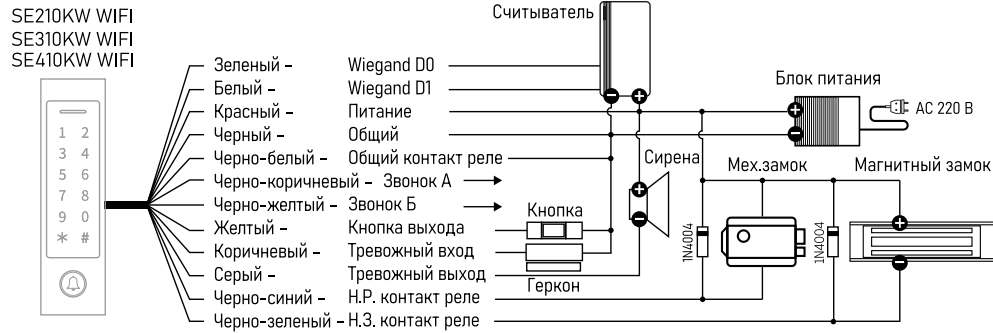 SE210KW WIFI
SE310KW WIFI
SE410KW WIFI
1 2
3 4
5 6
7 8
9 0
* #
Зеленый – Wiegand D0
Белый – Wiegand D1
Красный – Питание
Черный – Общий
Черно-белый – Общий контакт реле
Черно-коричневый – Звонок А
Черно-желтый – Звонок Б
Желтый – Кнопка выхода
Коричневый – Тревожный вход
Серый – Тревожный выход
Черно-синий – Н.Р. контакт реле
Черно-зеленый – Н.З. контакт реле
Считыватель
Блок питания
AC 220 В
Сирена
Мех.замок
Магнитный замок
Кнопка
Геркон
1N4004
1N4004